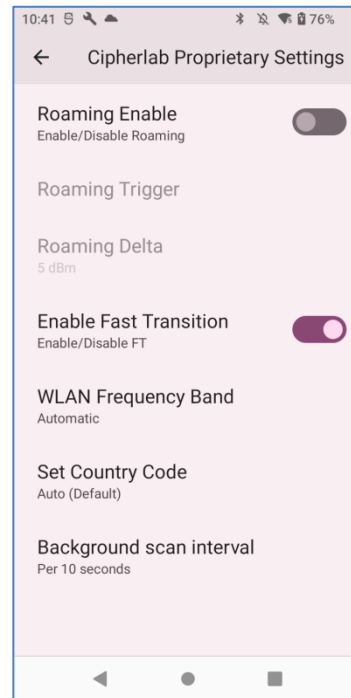 10:41
76%
Cipherlab Proprietary Settings
Roaming Enable
Enable/Disable Roaming
Roaming Trigger
Roaming Delta
5 dBm
Enable Fast Transition
Enable/Disable FT
WLAN Frequency Band
Automatic
Set Country Code
Auto (Default)
Background scan interval
Per 10 seconds